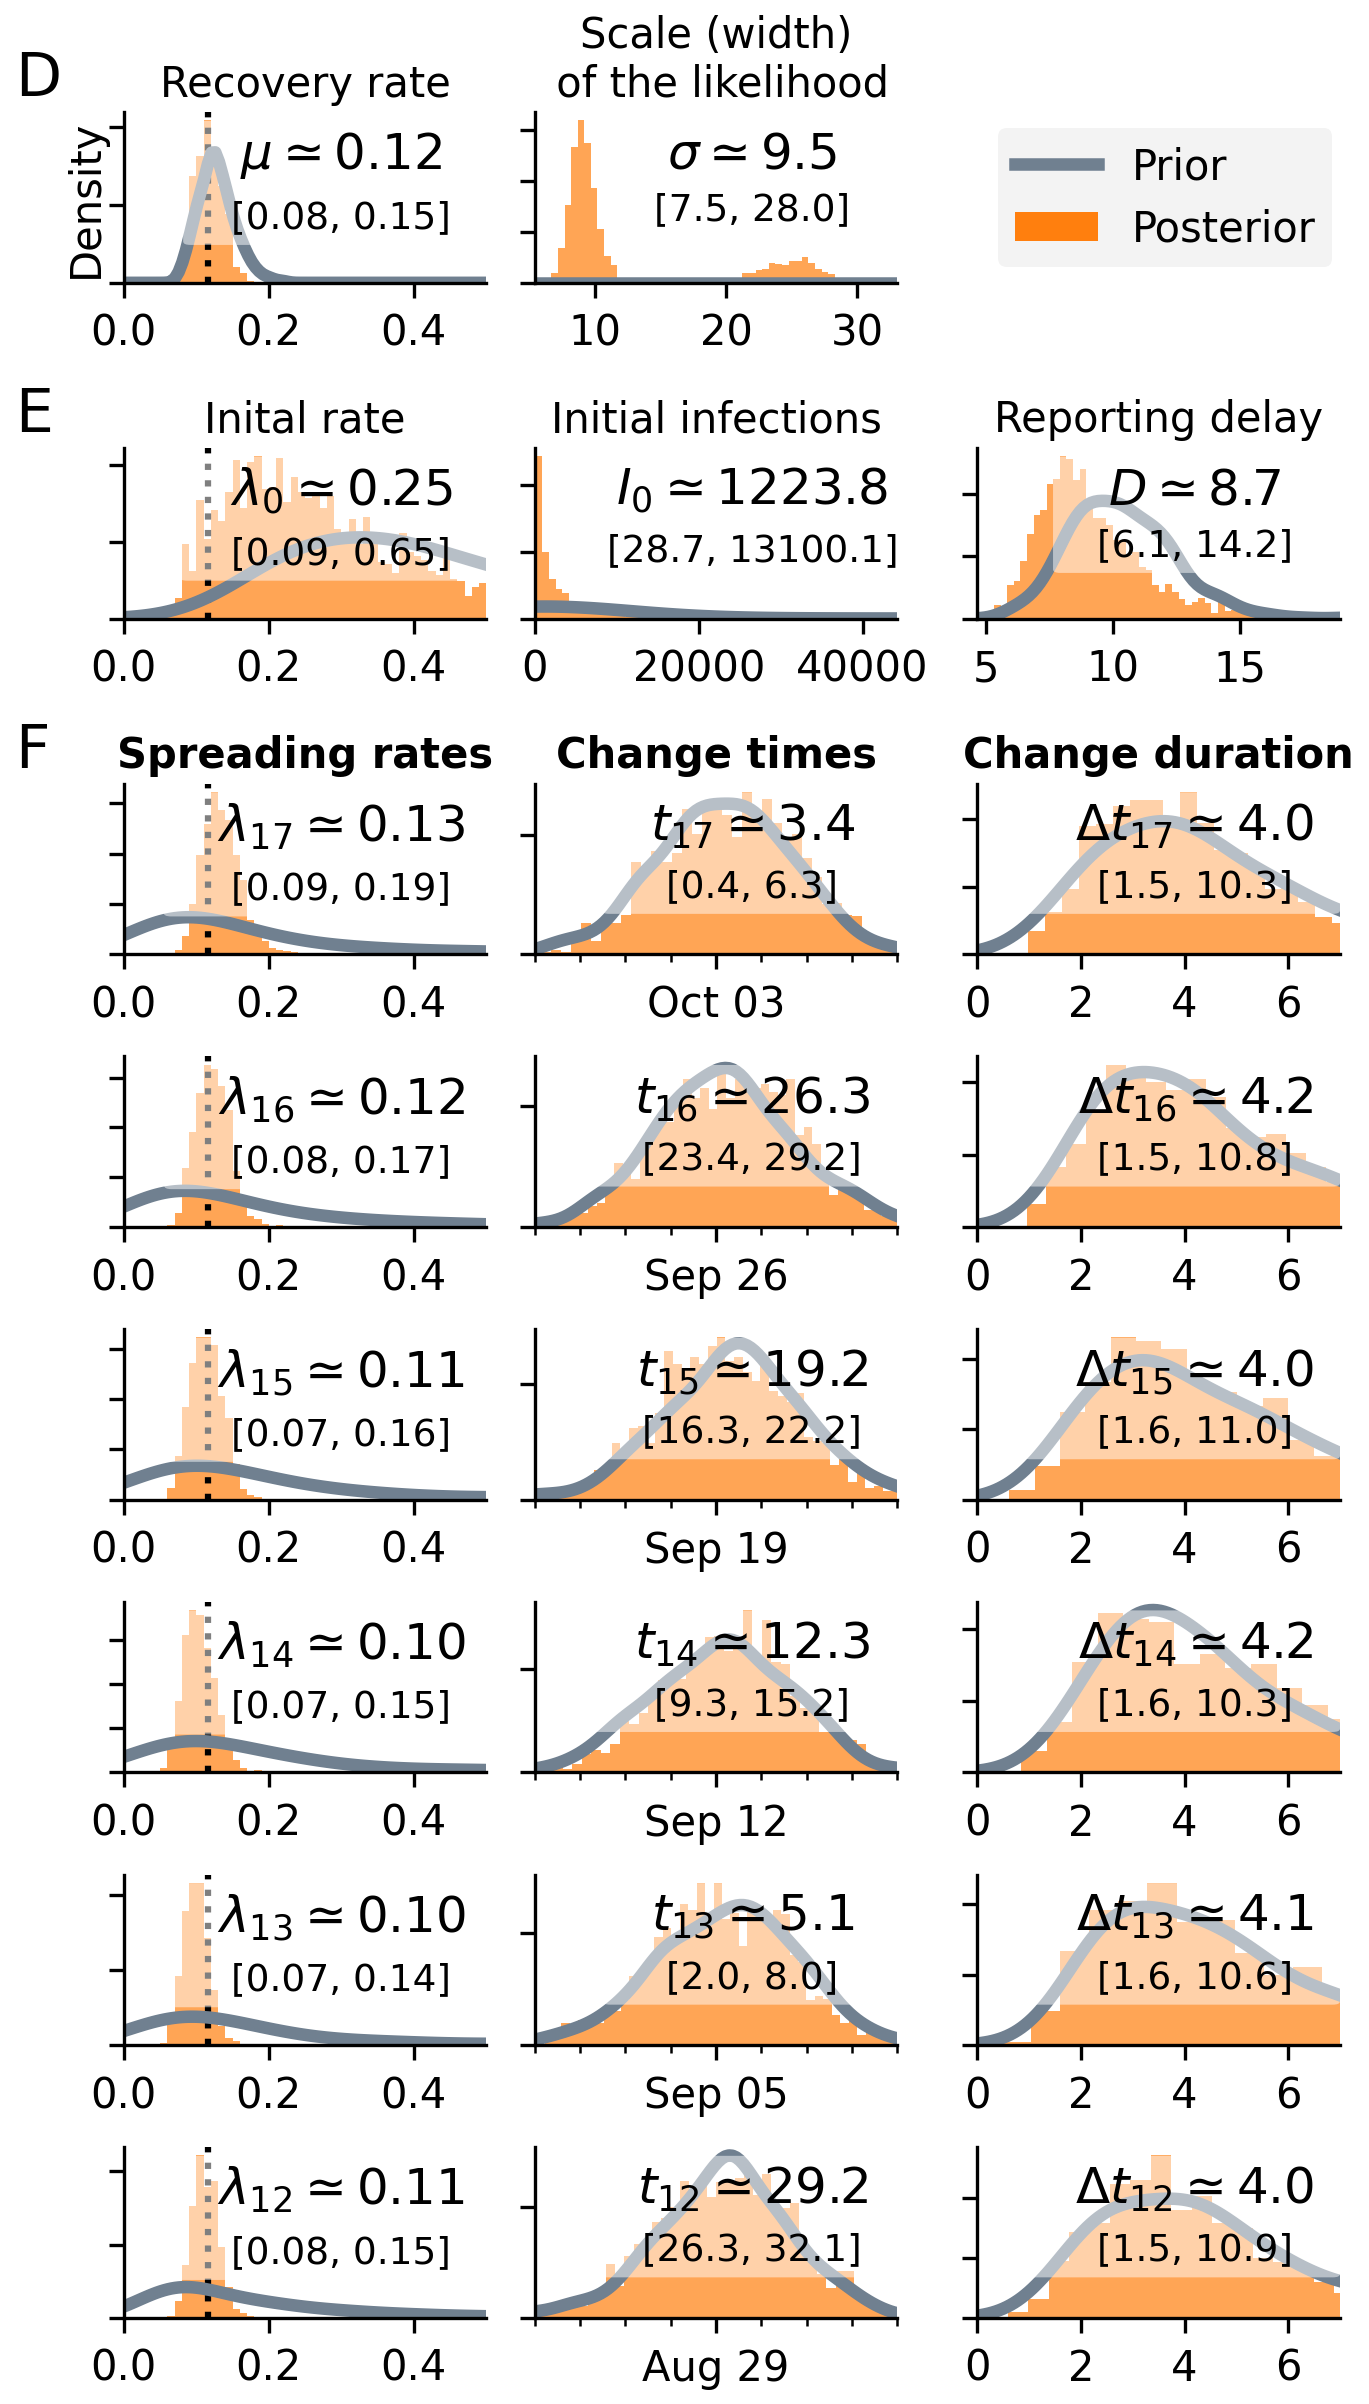 D
Recovery rate
Scale (width)
of the likelihood
Density
μ ≃ 0.12
[0.08, 0.15]
0.0 0.2 0.4
σ ≃ 9.5
[7.5, 28.0]
10 20 30
Prior
Posterior
E
Inital rate
λ0 ≃ 0.25
[0.09, 0.65]
0.0 0.2 0.4
Initial infections
I0 ≃ 1223.8
[28.7, 13100.1]
0 20000 40000
Reporting delay
D ≃ 8.7
[6.1, 14.2]
5 10 15
F
Spreading rates
Change times
Change duration
λ17 ≃ 0.13
[0.09, 0.19]
0.0 0.2 0.4
t17 ≃ 3.4
[0.4, 6.3]
Oct 03
Δt17 ≃ 4.0
[1.5, 10.3]
0 2 4 6
λ16 ≃ 0.12
[0.08, 0.17]
0.0 0.2 0.4
t16 ≃ 26.3
[23.4, 29.2]
Sep 26
Δt16 ≃ 4.2
[1.5, 10.8]
0 2 4 6
λ15 ≃ 0.11
[0.07, 0.16]
0.0 0.2 0.4
t15 ≃ 19.2
[16.3, 22.2]
Sep 19
Δt15 ≃ 4.0
[1.6, 11.0]
0 2 4 6
λ14 ≃ 0.10
[0.07, 0.15]
0.0 0.2 0.4
t14 ≃ 12.3
[9.3, 15.2]
Sep 12
Δt14 ≃ 4.2
[1.6, 10.3]
0 2 4 6
λ13 ≃ 0.10
[0.07, 0.14]
0.0 0.2 0.4
t13 ≃ 5.1
[2.0, 8.0]
Sep 05
Δt13 ≃ 4.1
[1.6, 10.6]
0 2 4 6
λ12 ≃ 0.11
[0.08, 0.15]
0.0 0.2 0.4
t12 ≃ 29.2
[26.3, 32.1]
Aug 29
Δt12 ≃ 4.0
[1.5, 10.9]
0 2 4 6